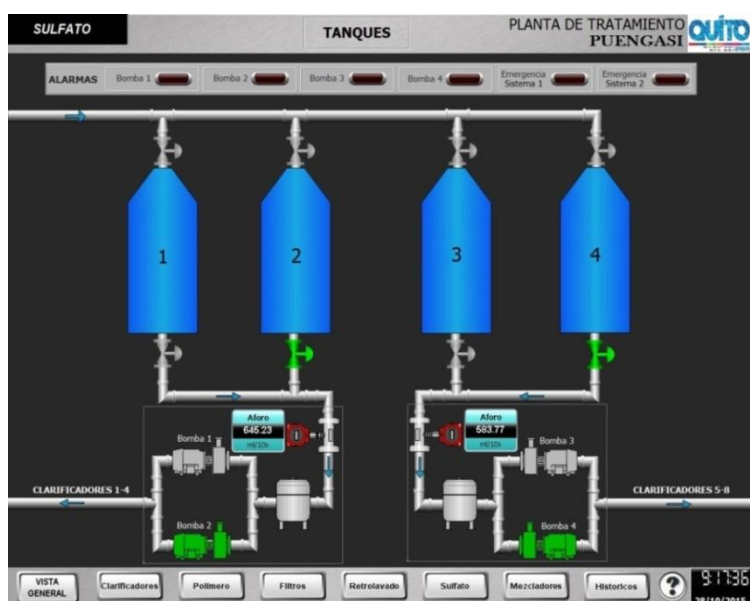 SULFATO
TANQUES
PLANTA DE TRATAMIENTO
PUENGASI
QUITO
ALARMAS
Bomba 1
Bomba 2
Bomba 3
Bomba 4
Emergencia
Sistema 1
Emergencia
Sistema 2
1
2
3
4
Aforo
645.23
ml/10s
Aforo
583.77
ml/10s
Bomba 1
Bomba 3
CLARIFICADORES 1-4
CLARIFICADORES 5-8
Bomba 2
Bomba 4
VISTA
GENERAL
Clarificadores
Polimero
Filtros
Retrolavado
Sulfato
Mezcladores
Historicos
?
9:17:36
28/10/2015